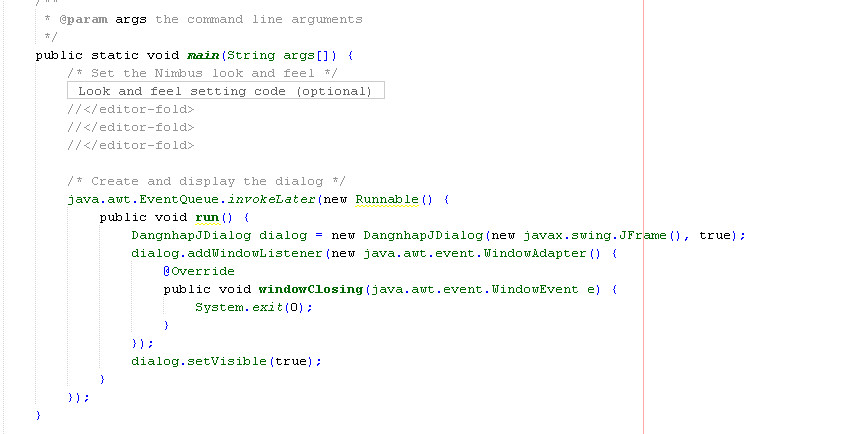 /**
* @param args the command line arguments
*/
public static void main(String args[]) {
/* Set the Nimbus look and feel */
Look and feel setting code (optional)
//</editor-fold>
//</editor-fold>
//</editor-fold>
/* Create and display the dialog */
java.awt.EventQueue.invokeLater(new Runnable() {
public void run() {
DangnhapJDialog dialog = new DangnhapJDialog(new javax.swing.JFrame(), true);
dialog.addWindowListener(new java.awt.event.WindowAdapter() {
@Override
public void windowClosing(java.awt.event.WindowEvent e) {
System.exit(0);
}
});
dialog.setVisible(true);
}
});
}